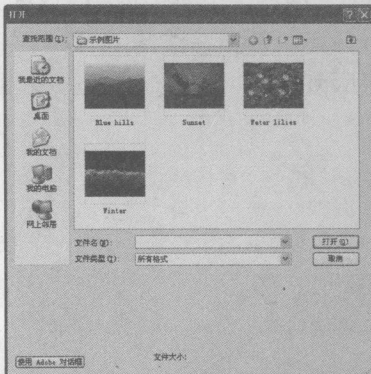 打开
查找范围(I):
示例图片
我最近的文档
桌面
我的文档
我的电脑
网上邻居
Blue hills
Sunset
Water lilies
Winter
文件名(N):
打开(O)
文件类型(T):
所有格式
取消
使用 Adobe 对话框
文件大小: